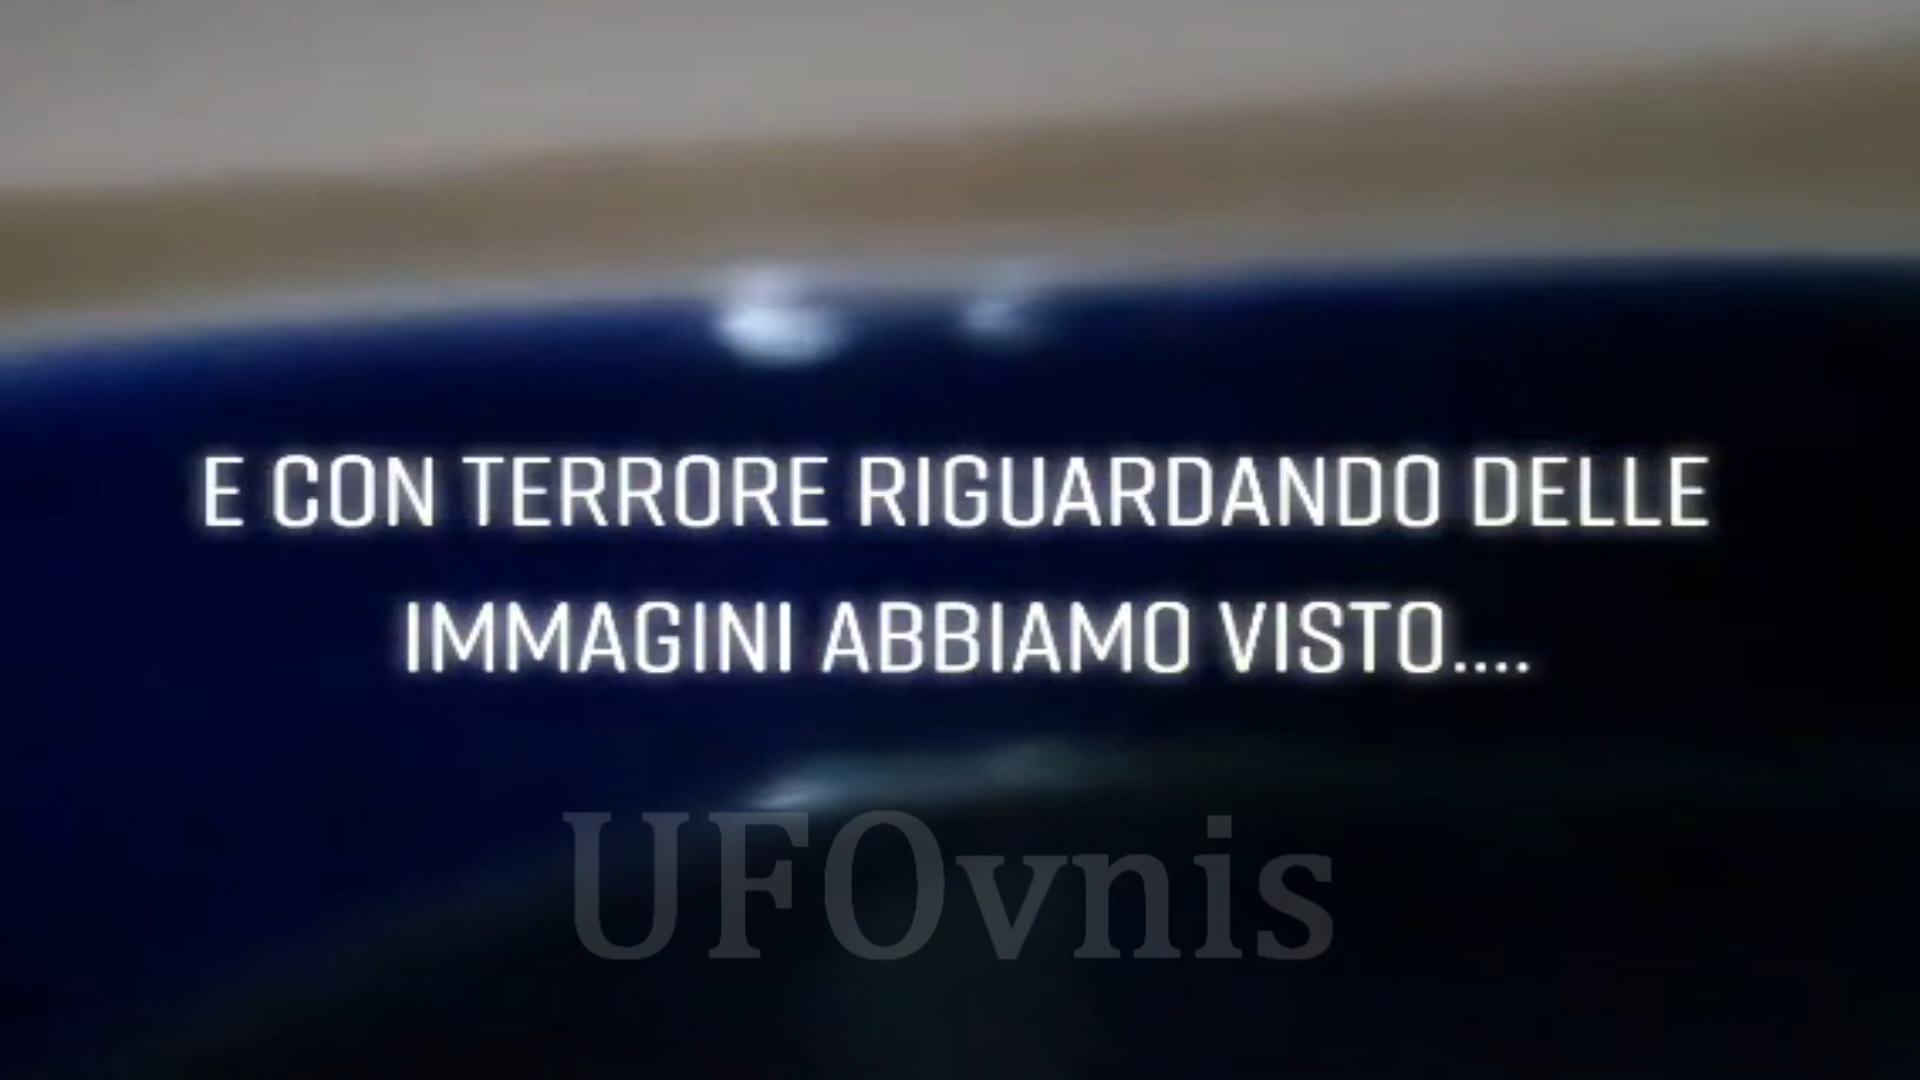 E CON TERRORE RIGUARDANDO DELLE
IMMAGINI ABBIAMO VISTO....
UFOvnis